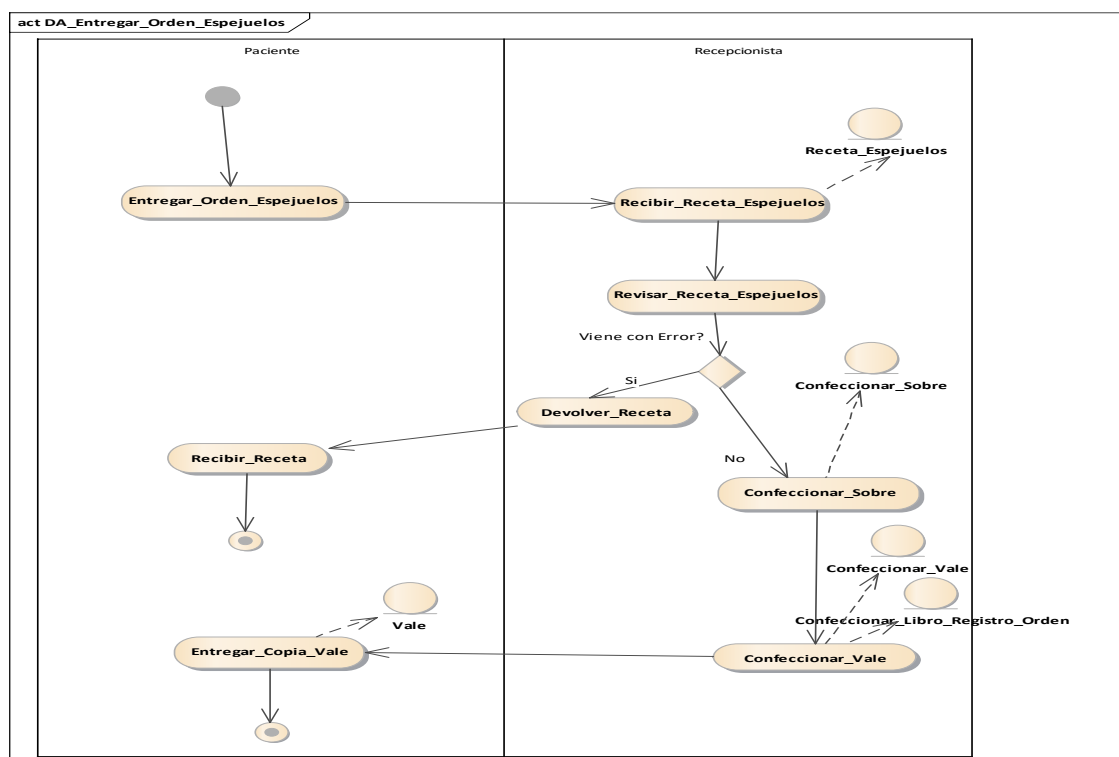 act DA_Entregar_Orden_Espejuelos
Paciente
Recepcionista
Receta_Espejuelos
Entregar_Orden_Espejuelos
Recibir_Receta_Espejuelos
Revisar_Receta_Espejuelos
Viene con Error?
Confeccionar_Sobre
Si
Devolver_Receta
Recibir_Receta
No
Confeccionar_Sobre
Confeccionar_Vale
Vale
Confeccionar_Libro_Registro_Orden
Entregar_Copia_Vale
Confeccionar_Vale